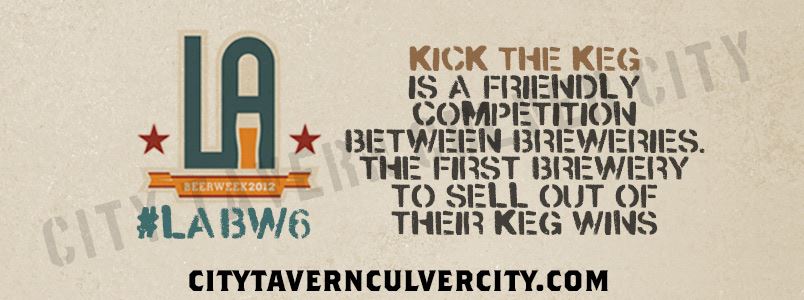 LA
BEERWEEK2012
#LABW6
KICK THE KEG
IS A FRIENDLY
COMPETITION
BETWEEN BREWERIES.
THE FIRST BREWERY
TO SELL OUT OF
THEIR KEG WINS
CITY TAVERN CULVER CITY
CITYTAVERNCULVERCITY.COM